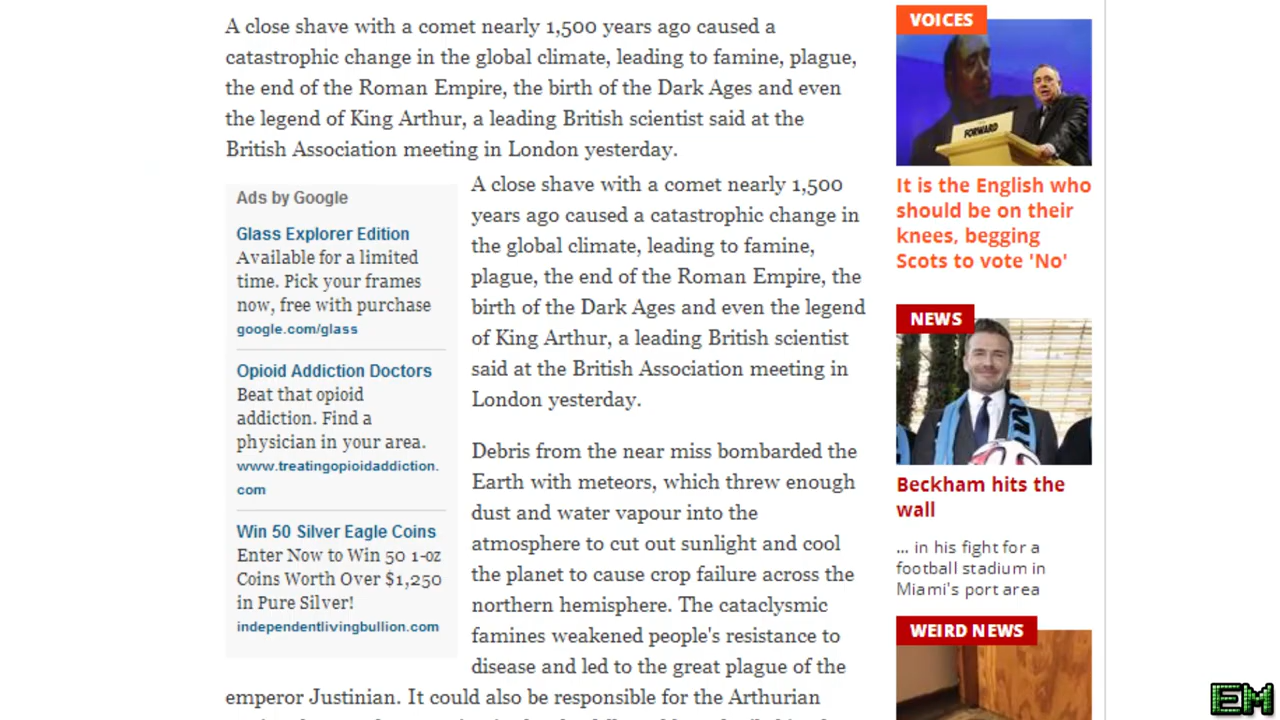 A close shave with a comet nearly 1,500 years ago caused a
catastrophic change in the global climate, leading to famine, plague,
the end of the Roman Empire, the birth of the Dark Ages and even
the legend of King Arthur, a leading British scientist said at the
British Association meeting in London yesterday.
Ads by Google
Glass Explorer Edition
Available for a limited
time. Pick your frames
now, free with purchase
google.com/glass
Opioid Addiction Doctors
Beat that opioid
addiction. Find a
physician in your area.
www.treatingopioidaddiction.
com
Win 50 Silver Eagle Coins
Enter Now to Win 50 1-oz
Coins Worth Over $1,250
in Pure Silver!
independentlivingbullion.com
A close shave with a comet nearly 1,500
years ago caused a catastrophic change in
the global climate, leading to famine,
plague, the end of the Roman Empire, the
birth of the Dark Ages and even the legend
of King Arthur, a leading British scientist
said at the British Association meeting in
London yesterday.
Debris from the near miss bombarded the
Earth with meteors, which threw enough
dust and water vapour into the
atmosphere to cut out sunlight and cool
the planet to cause crop failure across the
northern hemisphere. The cataclysmic
famines weakened people's resistance to
disease and led to the great plague of the
emperor Justinian. It could also be responsible for the Arthurian
VOICES
FORWARD
It is the English who
should be on their
knees, begging
Scots to vote 'No'
NEWS
Beckham hits the
wall
... in his fight for a
football stadium in
Miami's port area
WEIRD NEWS
EM